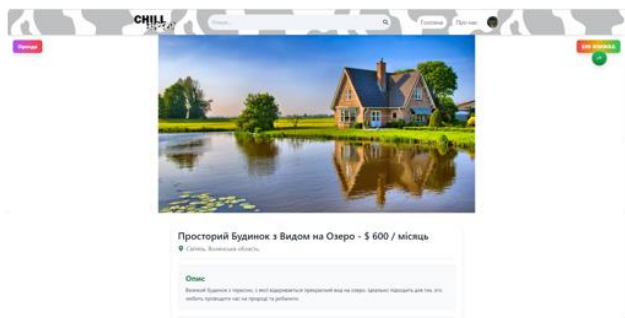 CHILL
Пошук...
Головна Про нас
Оренда
Просторий Будинок з Видом на Озеро - $ 600 / місяць
Світязь, Волинська область
Опис
Великий будинок з терасою, з якої відкривається прекрасний вид на озеро. Ідеально підходить для тих, хто
любить проводити час на природі та рибалити.